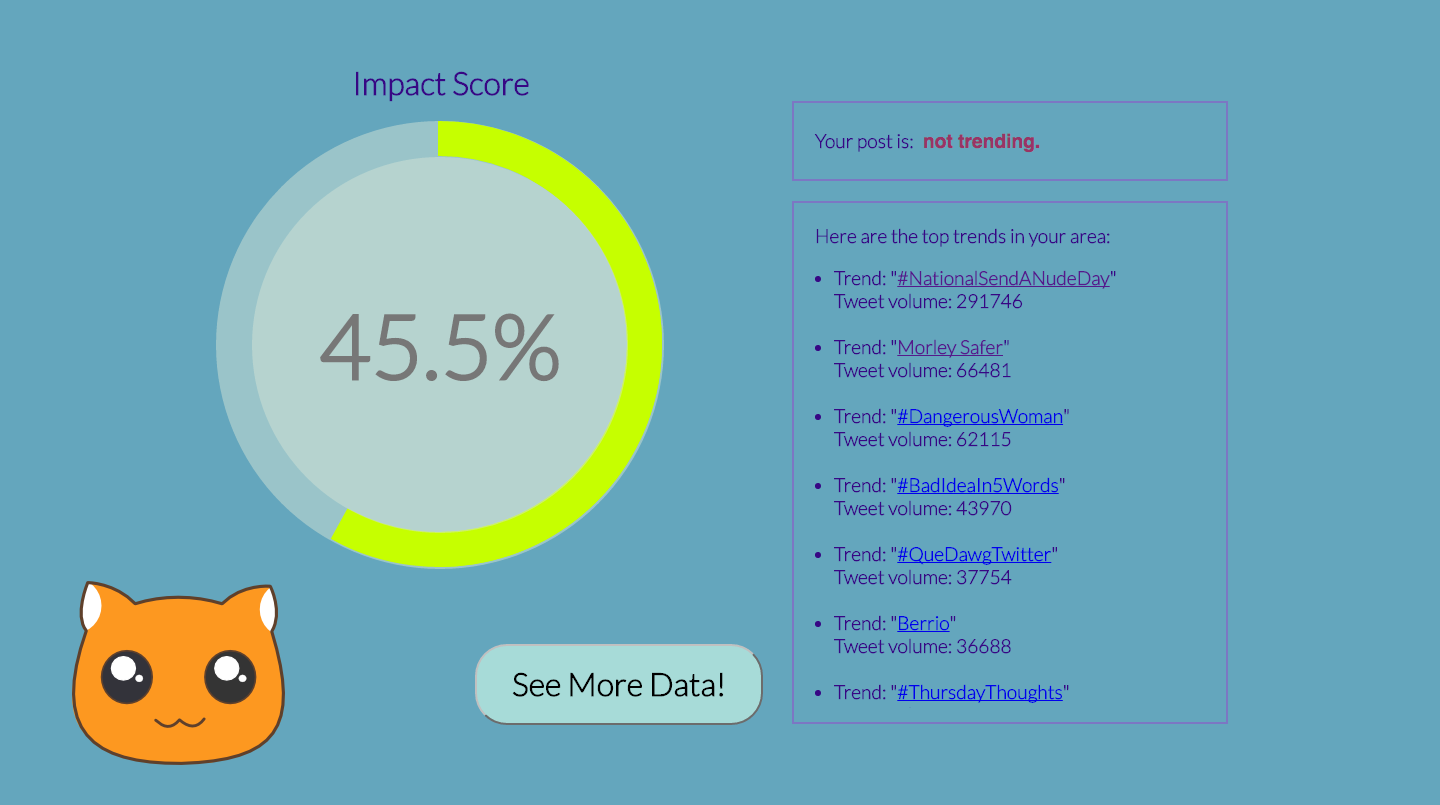 Impact Score
45.5%
See More Data!
Your post is: not trending.
Here are the top trends in your area:
• Trend: "#NationalSendANudeDay"
Tweet volume: 291746
• Trend: "Morley Safer"
Tweet volume: 66481
• Trend: "#DangerousWoman"
Tweet volume: 62115
• Trend: "#BadIdeaIn5Words"
Tweet volume: 43970
• Trend: "#QueDawgTwitter"
Tweet volume: 37754
• Trend: "Berrio"
Tweet volume: 36688
• Trend: "#ThursdayThoughts"